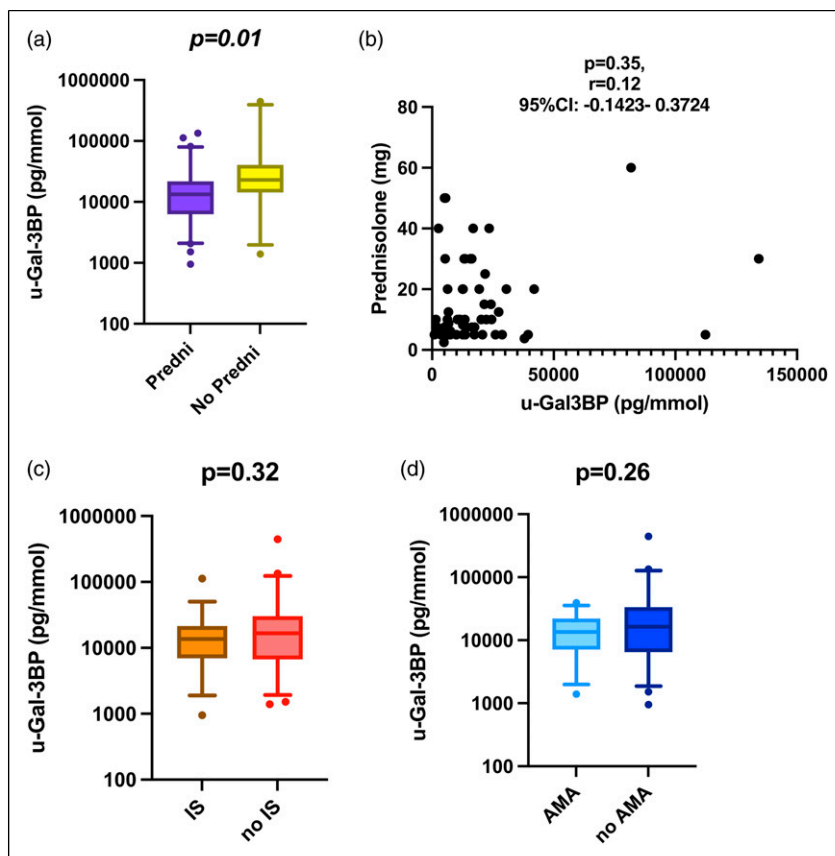 (a)
p=0.01
u-Gal-3BP (pg/mmol)
1000000
100000
10000
1000
100
Predni
No Predni
(b)
p=0.35,
r=0.12
95%CI: -0.1423- 0.3724
Prednisolone (mg)
80
60
40
20
0
0
50000
100000
150000
u-Gal3BP (pg/mmol)
(c)
p=0.32
u-Gal-3BP (pg/mmol)
1000000
100000
10000
1000
100
IS
no IS
(d)
p=0.26
u-Gal-3BP (pg/mmol)
1000000
100000
10000
1000
100
AMA
no AMA